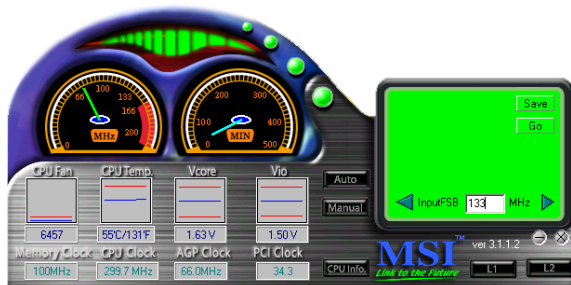 66 100 133 166 200 0
MHz
0 100 200 300 400 500
MIN
Save
Go
InputFSB 133 MHz
CPU Fan CPU Temp. Vcore Vio
6457 55℃/131℉ 1.63 V 1.50 V
Memory Clock CPU Clock AGP Clock PCI Clock
100MHz 299.7 MHz 66.0MHz 34.3
Auto
Manual
CPU Info.
MSI™
Link to the Future
ver 3.1.1.2
L1 L2